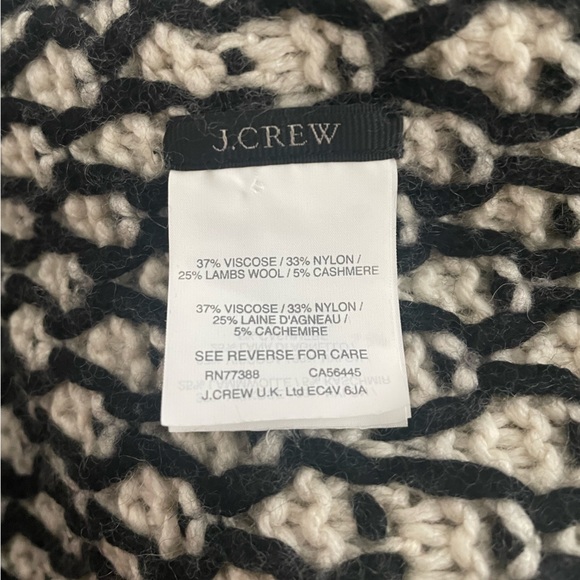 J.CREW
37% VISCOSE / 33% NYLON /
25% LAMBS WOOL / 5% CASHMERE
37% VISCOSE / 33% NYLON /
25% LAINE D'AGNEAU /
5% CACHEMIRE
SEE REVERSE FOR CARE
RN77388 CA56445
J.CREW U.K. Ltd EC4V 6JA